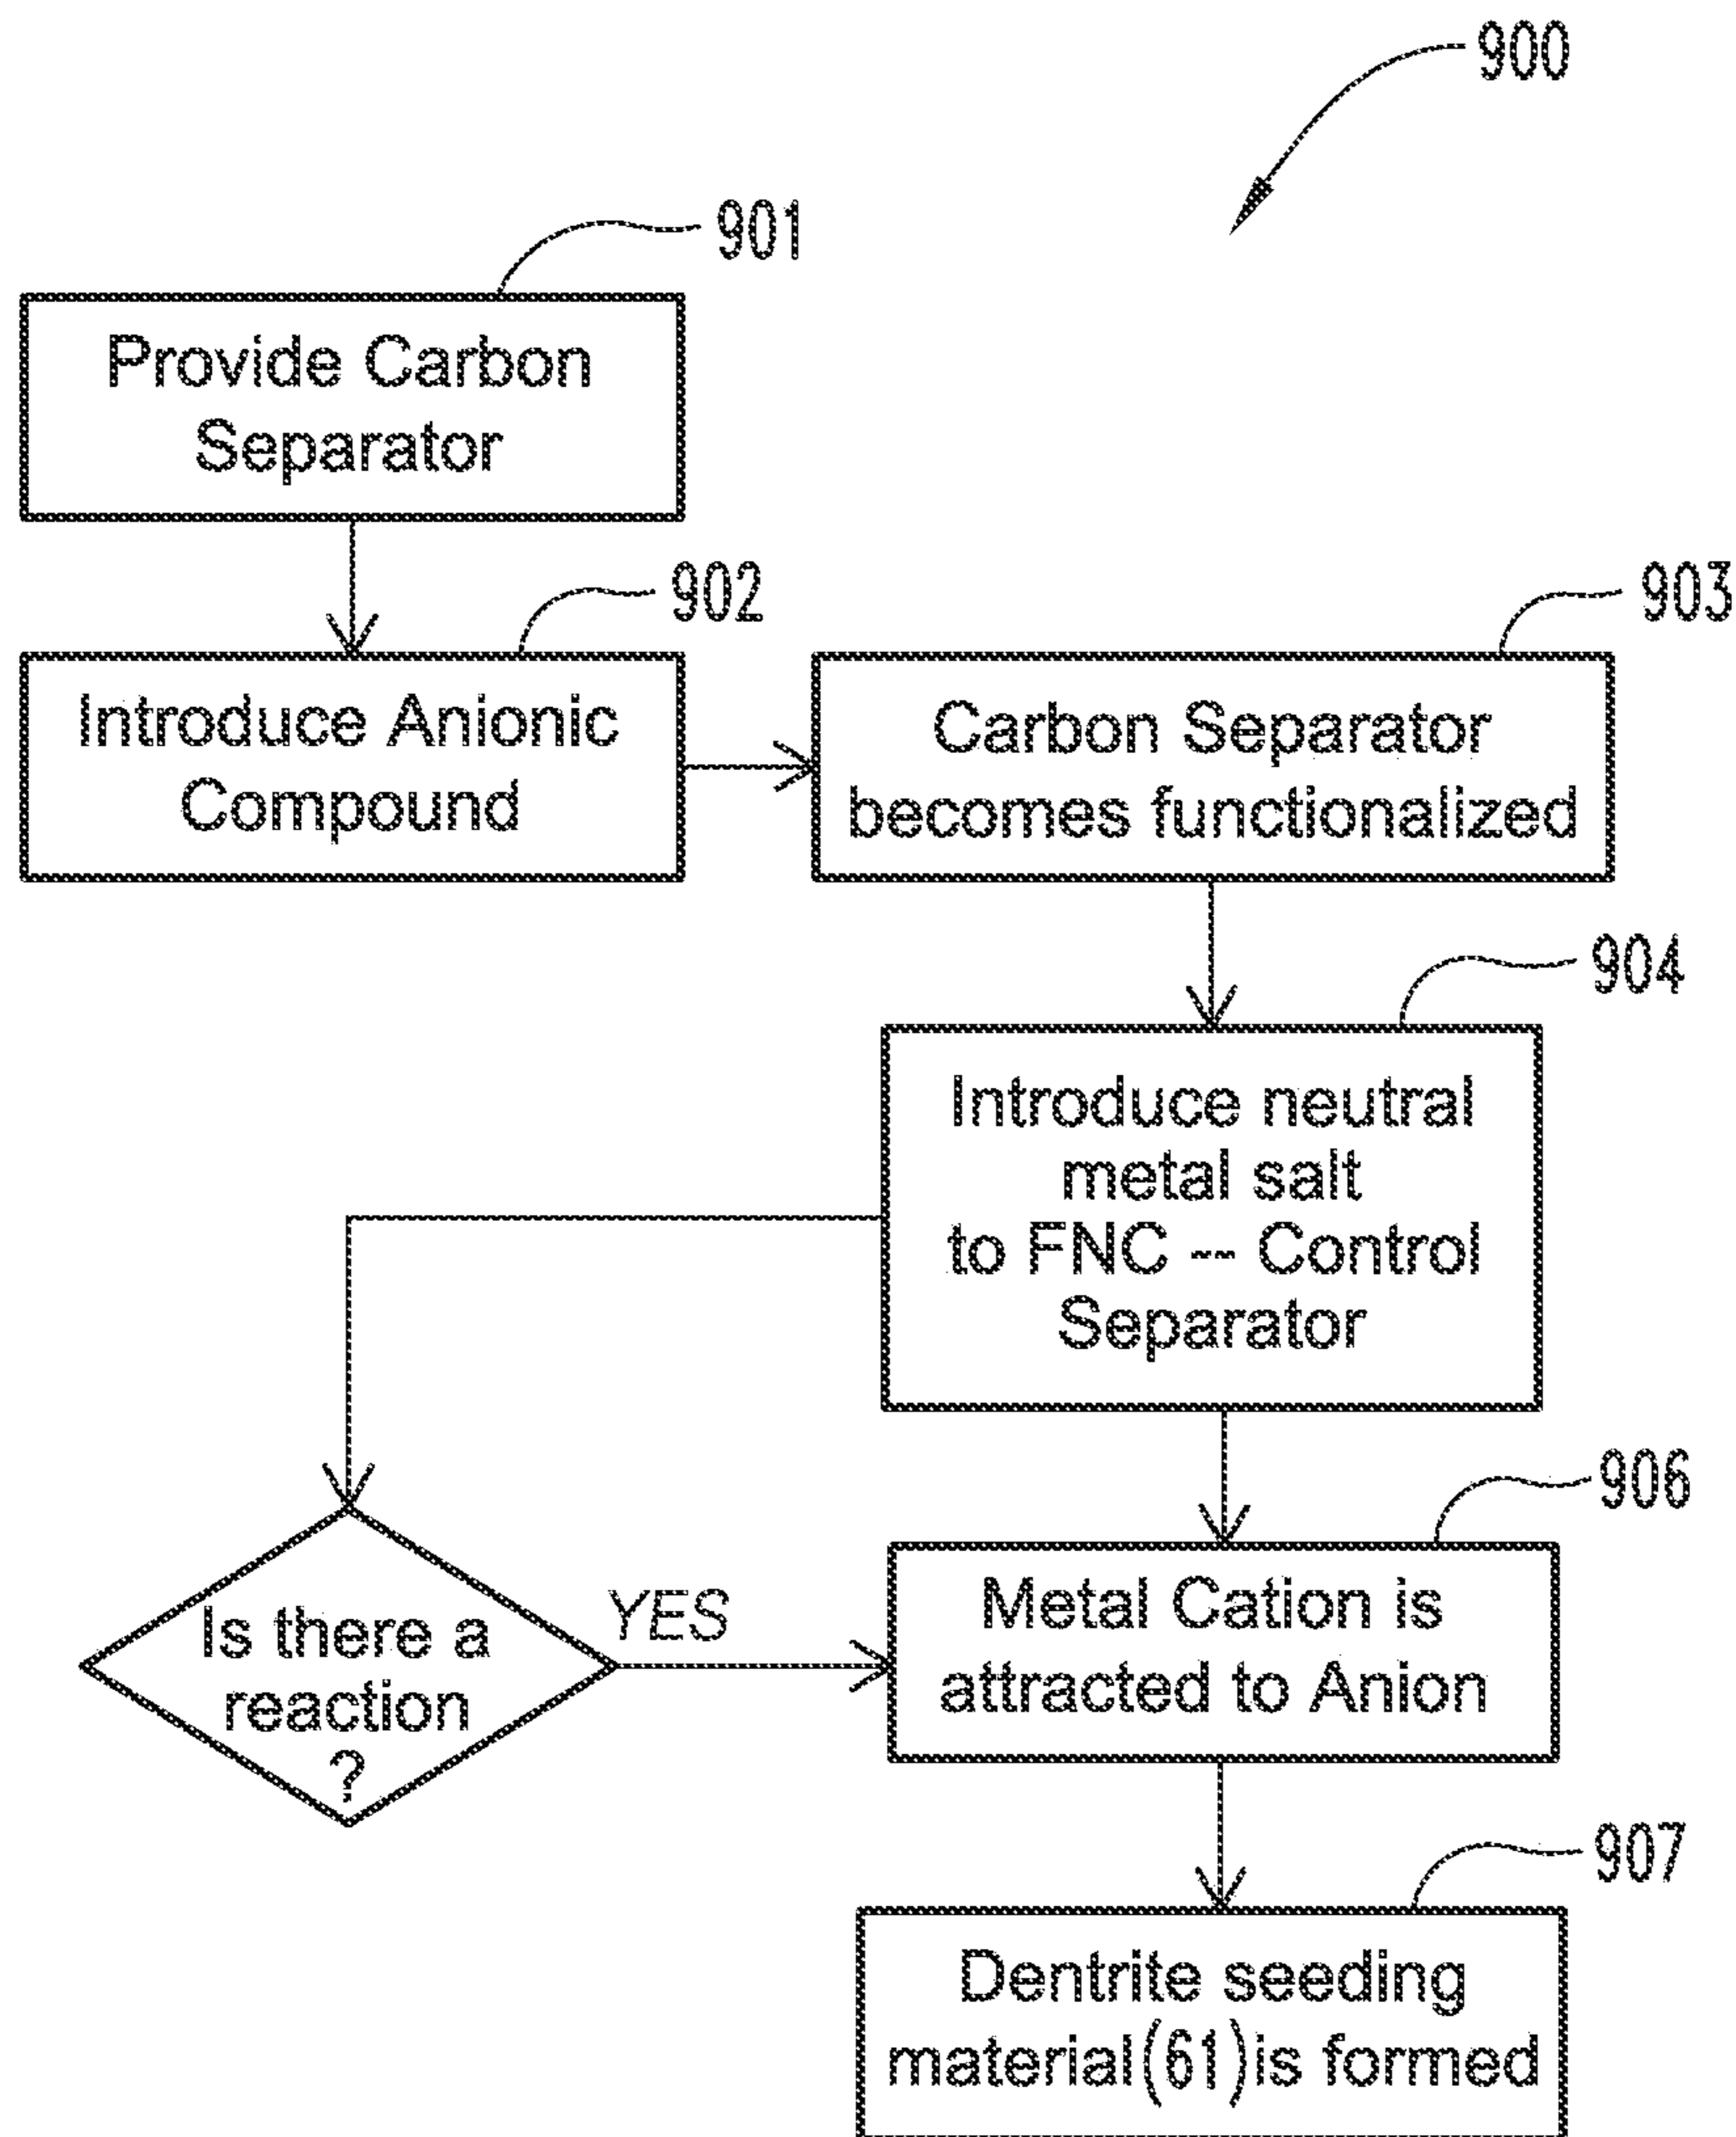 900
901
Provide Carbon
Separator
902
Introduce Anionic
Compound
903
Carbon Separator
becomes functionalized
904
Introduce neutral
metal salt
to FNC -- Control
Separator
Is there a
reaction
?
YES
906
Metal Cation is
attracted to Anion
907
Dentrite seeding
material(61)is formed